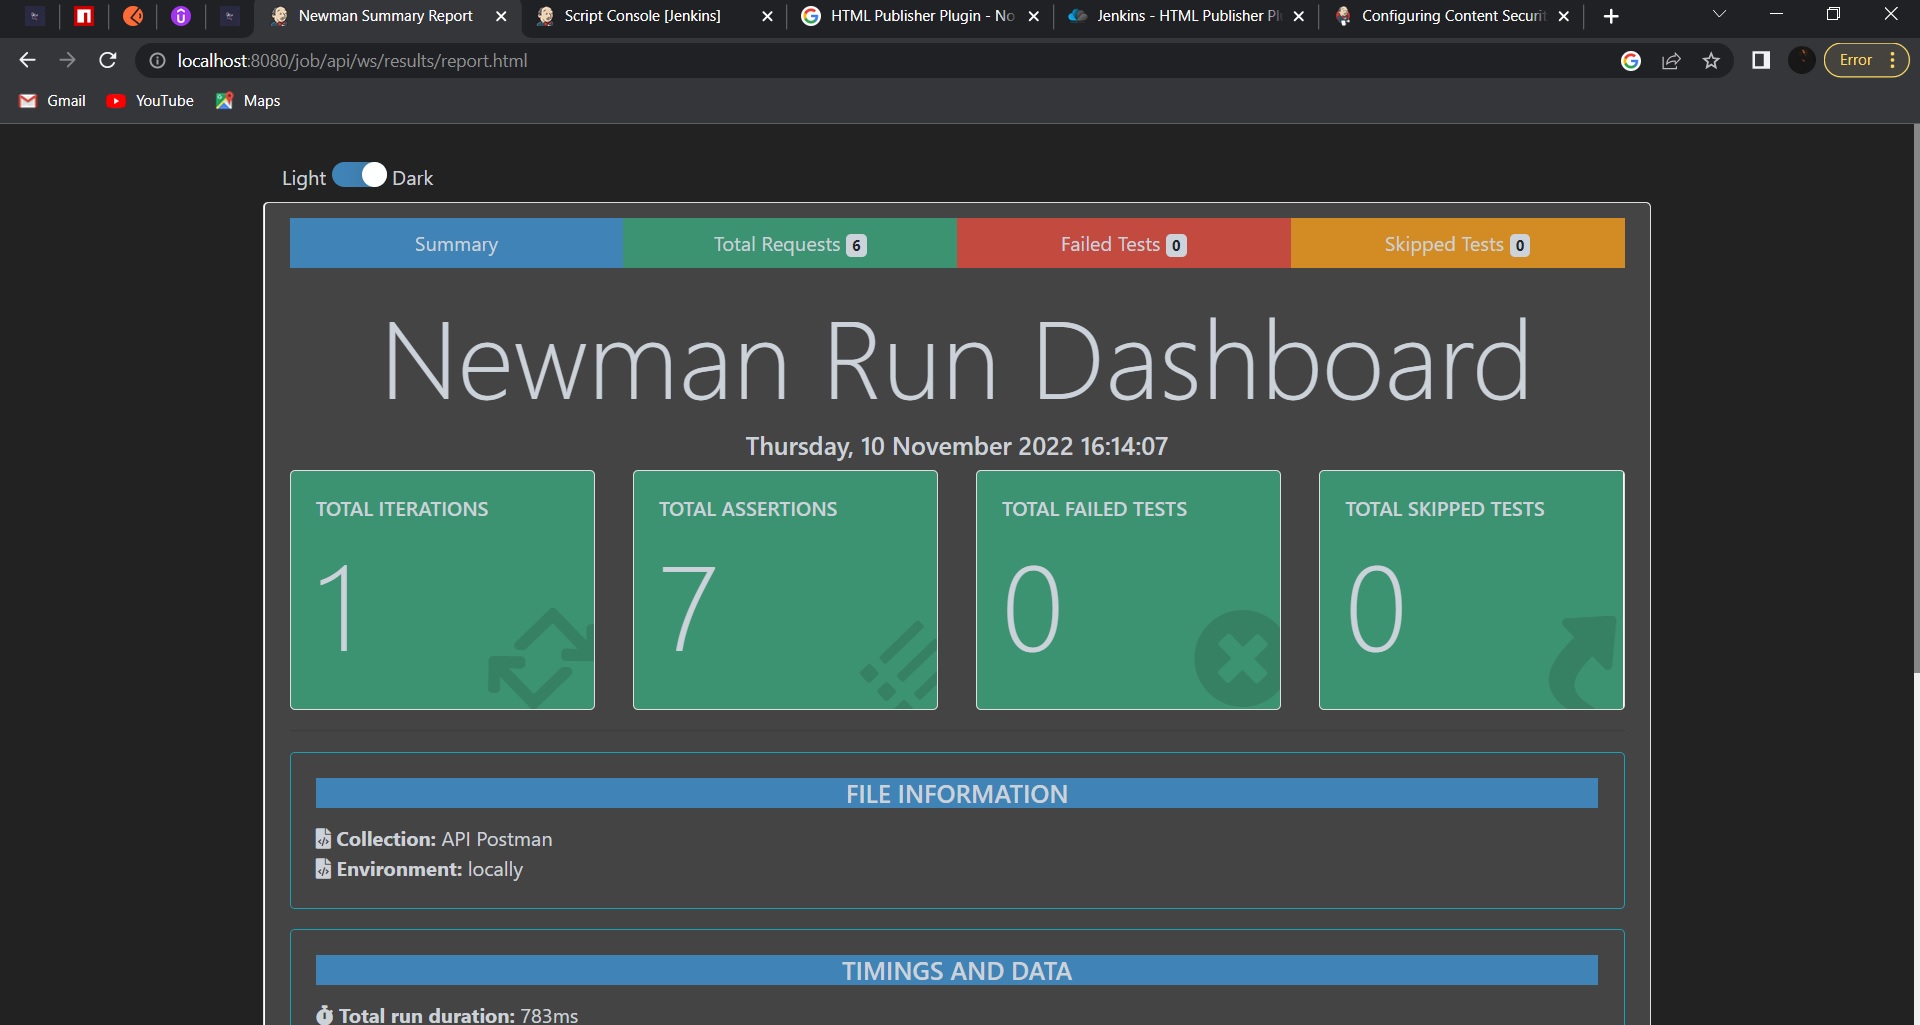 Newman Summary Report
Script Console [Jenkins]
HTML Publisher Plugin - No
Jenkins - HTML Publisher Pl
Configuring Content Securit
localhost:8080/job/api/ws/results/report.html
Error
Gmail
YouTube
Maps
Light
Dark
Summary
Total Requests 6
Failed Tests 0
Skipped Tests 0
Newman Run Dashboard
Thursday, 10 November 2022 16:14:07
TOTAL ITERATIONS
1
TOTAL ASSERTIONS
7
TOTAL FAILED TESTS
0
TOTAL SKIPPED TESTS
0
FILE INFORMATION
Collection: API Postman
Environment: locally
TIMINGS AND DATA
Total run duration: 783ms